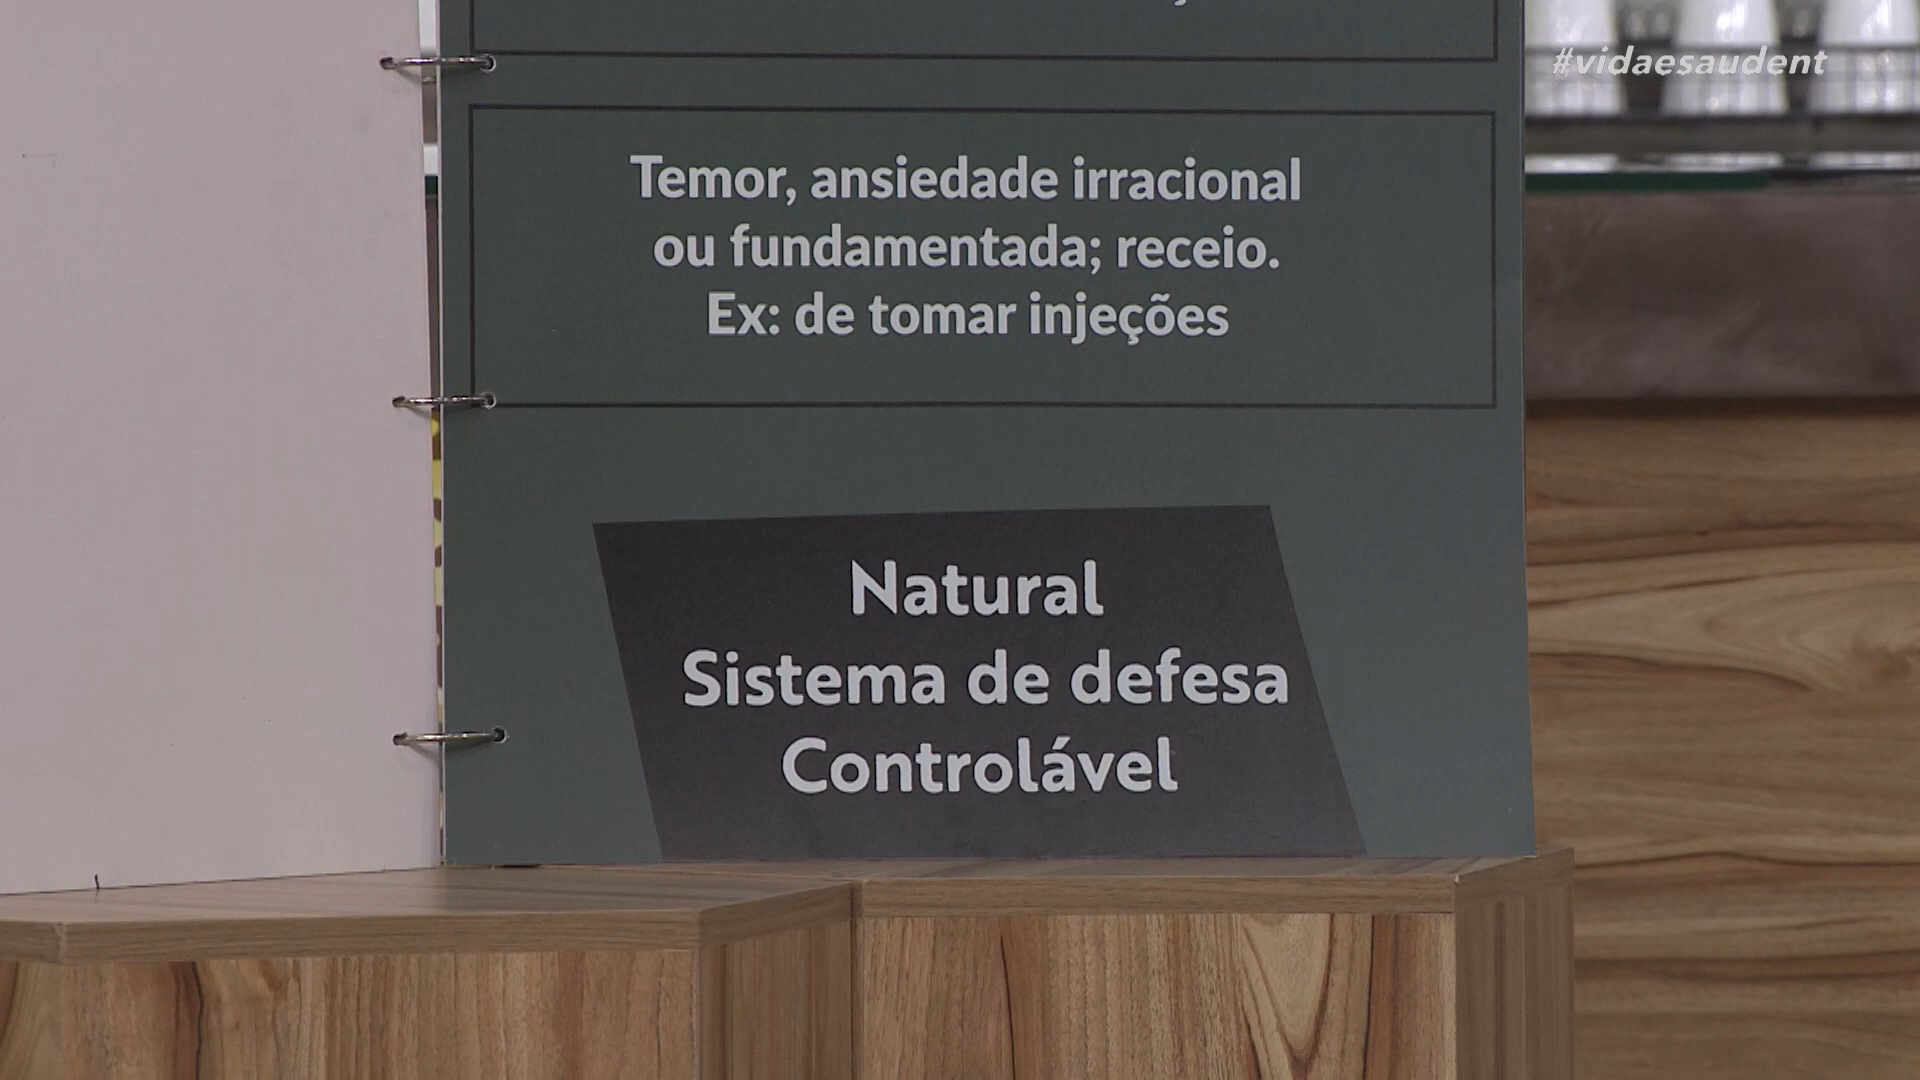 #vidaesaudent
Temor, ansiedade irracional
ou fundamentada; receio.
Ex: de tomar injeções
Natural
Sistema de defesa
Controlável